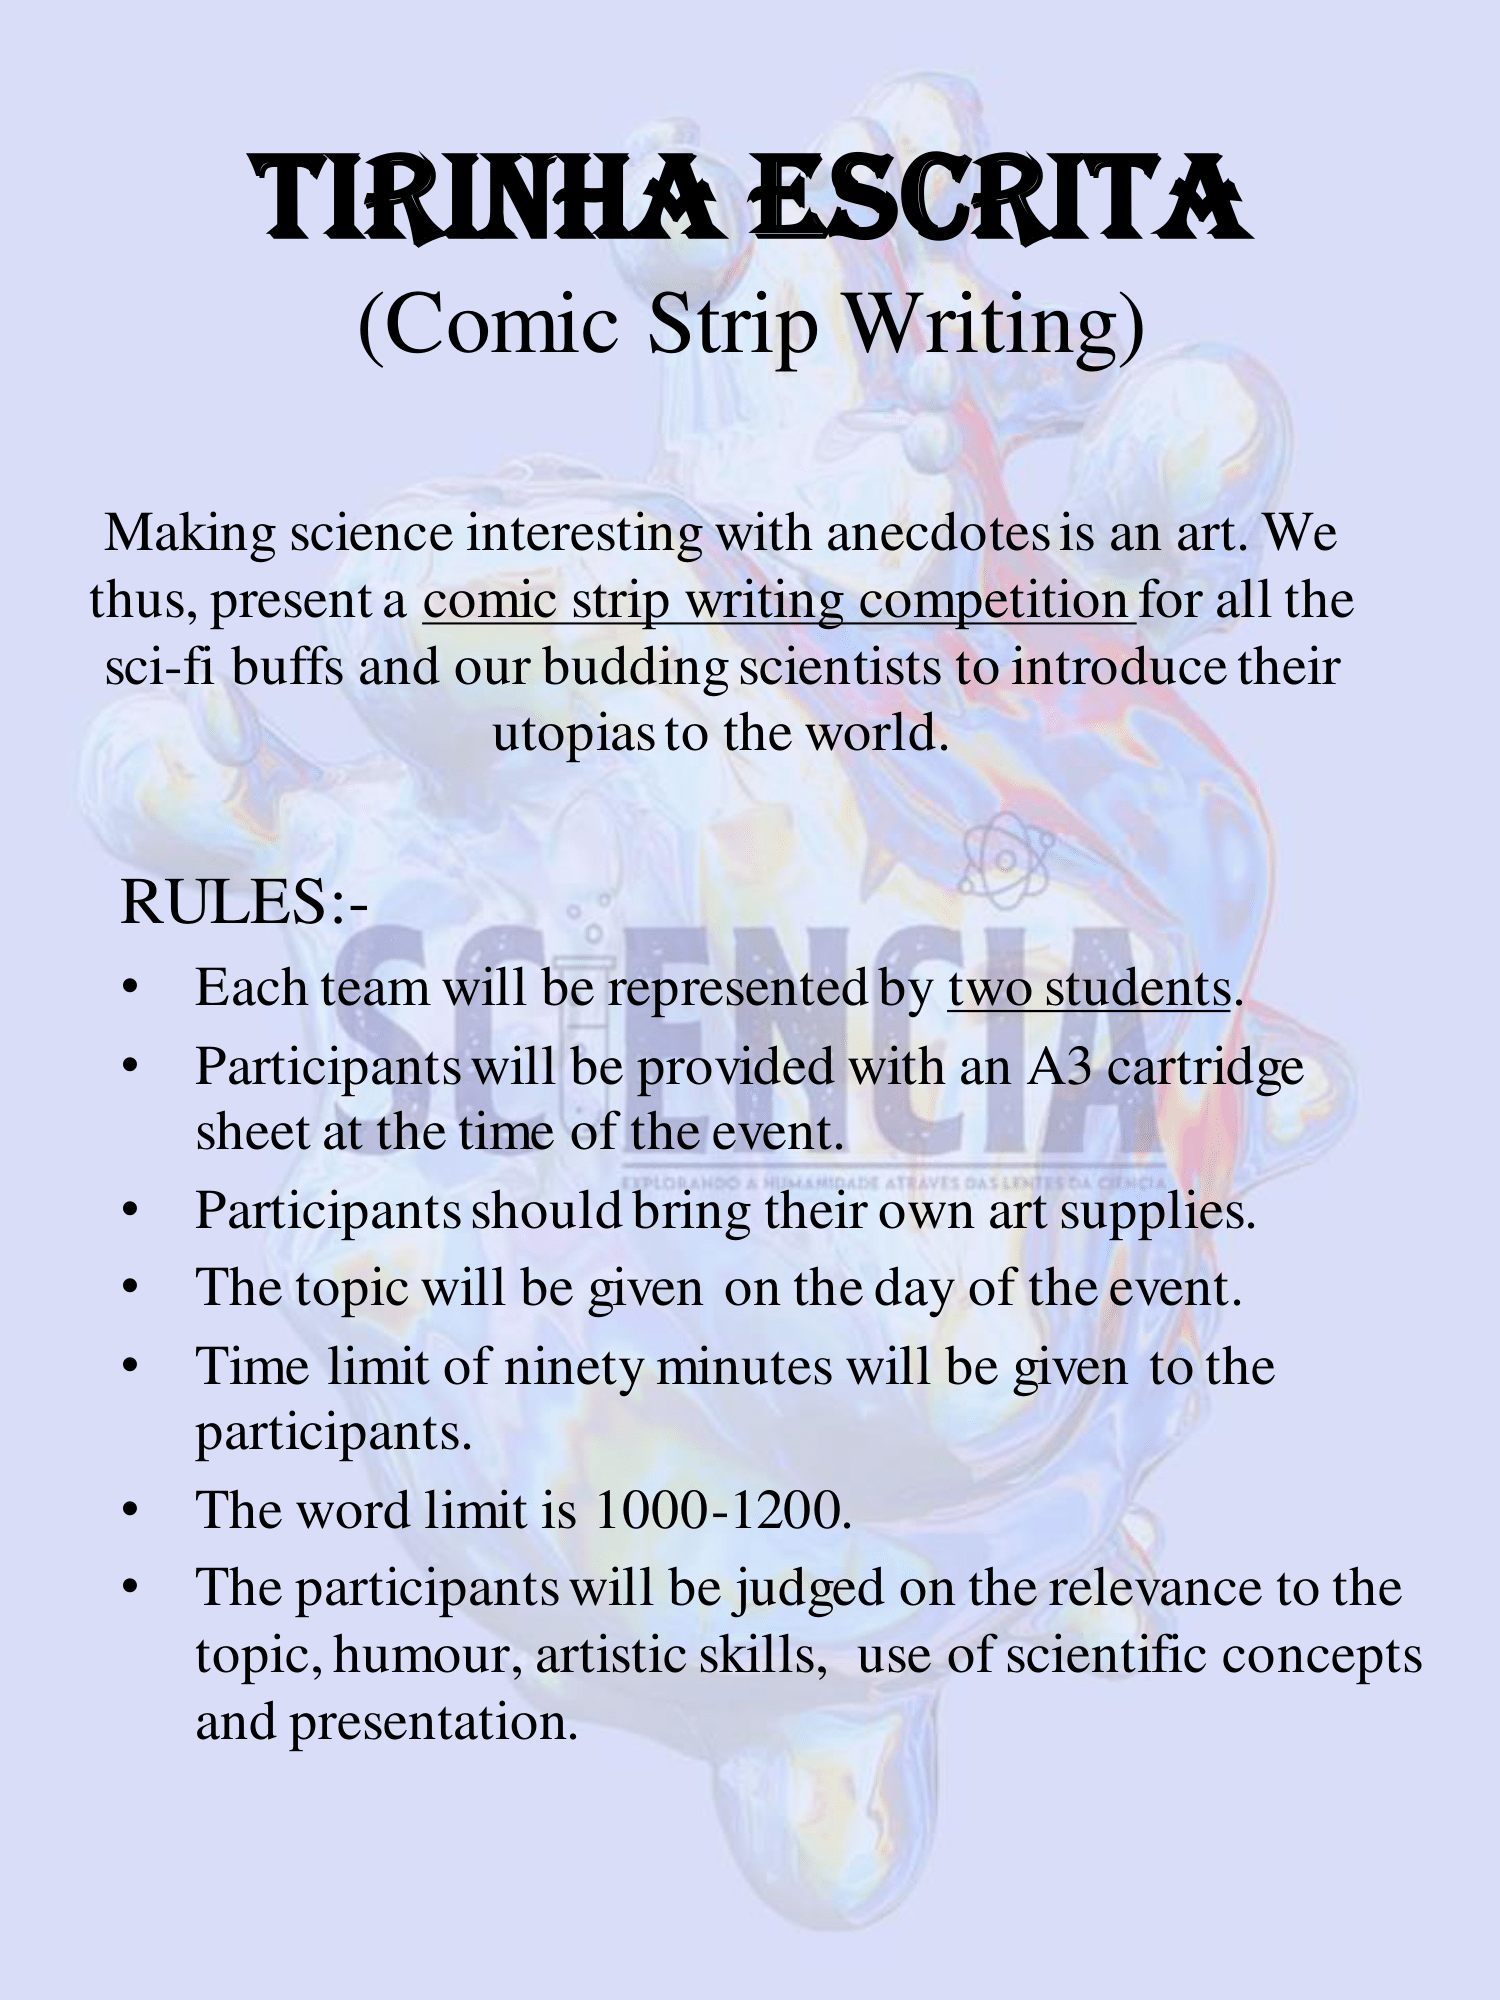 TIRINHA ESCRITA
(Comic Strip Writing)
Making science interesting with anecdotes is an art. We
thus, present a comic strip writing competition for all the
sci-fi buffs and our budding scientists to introduce their
utopias to the world.
RULES:-
SCIENCIA
EXPLORANDO A HUMANIDADE ATRAVES DAS LENTES DA CIENCIA
• Each team will be represented by two students.
• Participants will be provided with an A3 cartridge
sheet at the time of the event.
• Participants should bring their own art supplies.
• The topic will be given on the day of the event.
• Time limit of ninety minutes will be given to the
participants.
• The word limit is 1000-1200.
• The participants will be judged on the relevance to the
topic, humour, artistic skills, use of scientific concepts
and presentation.